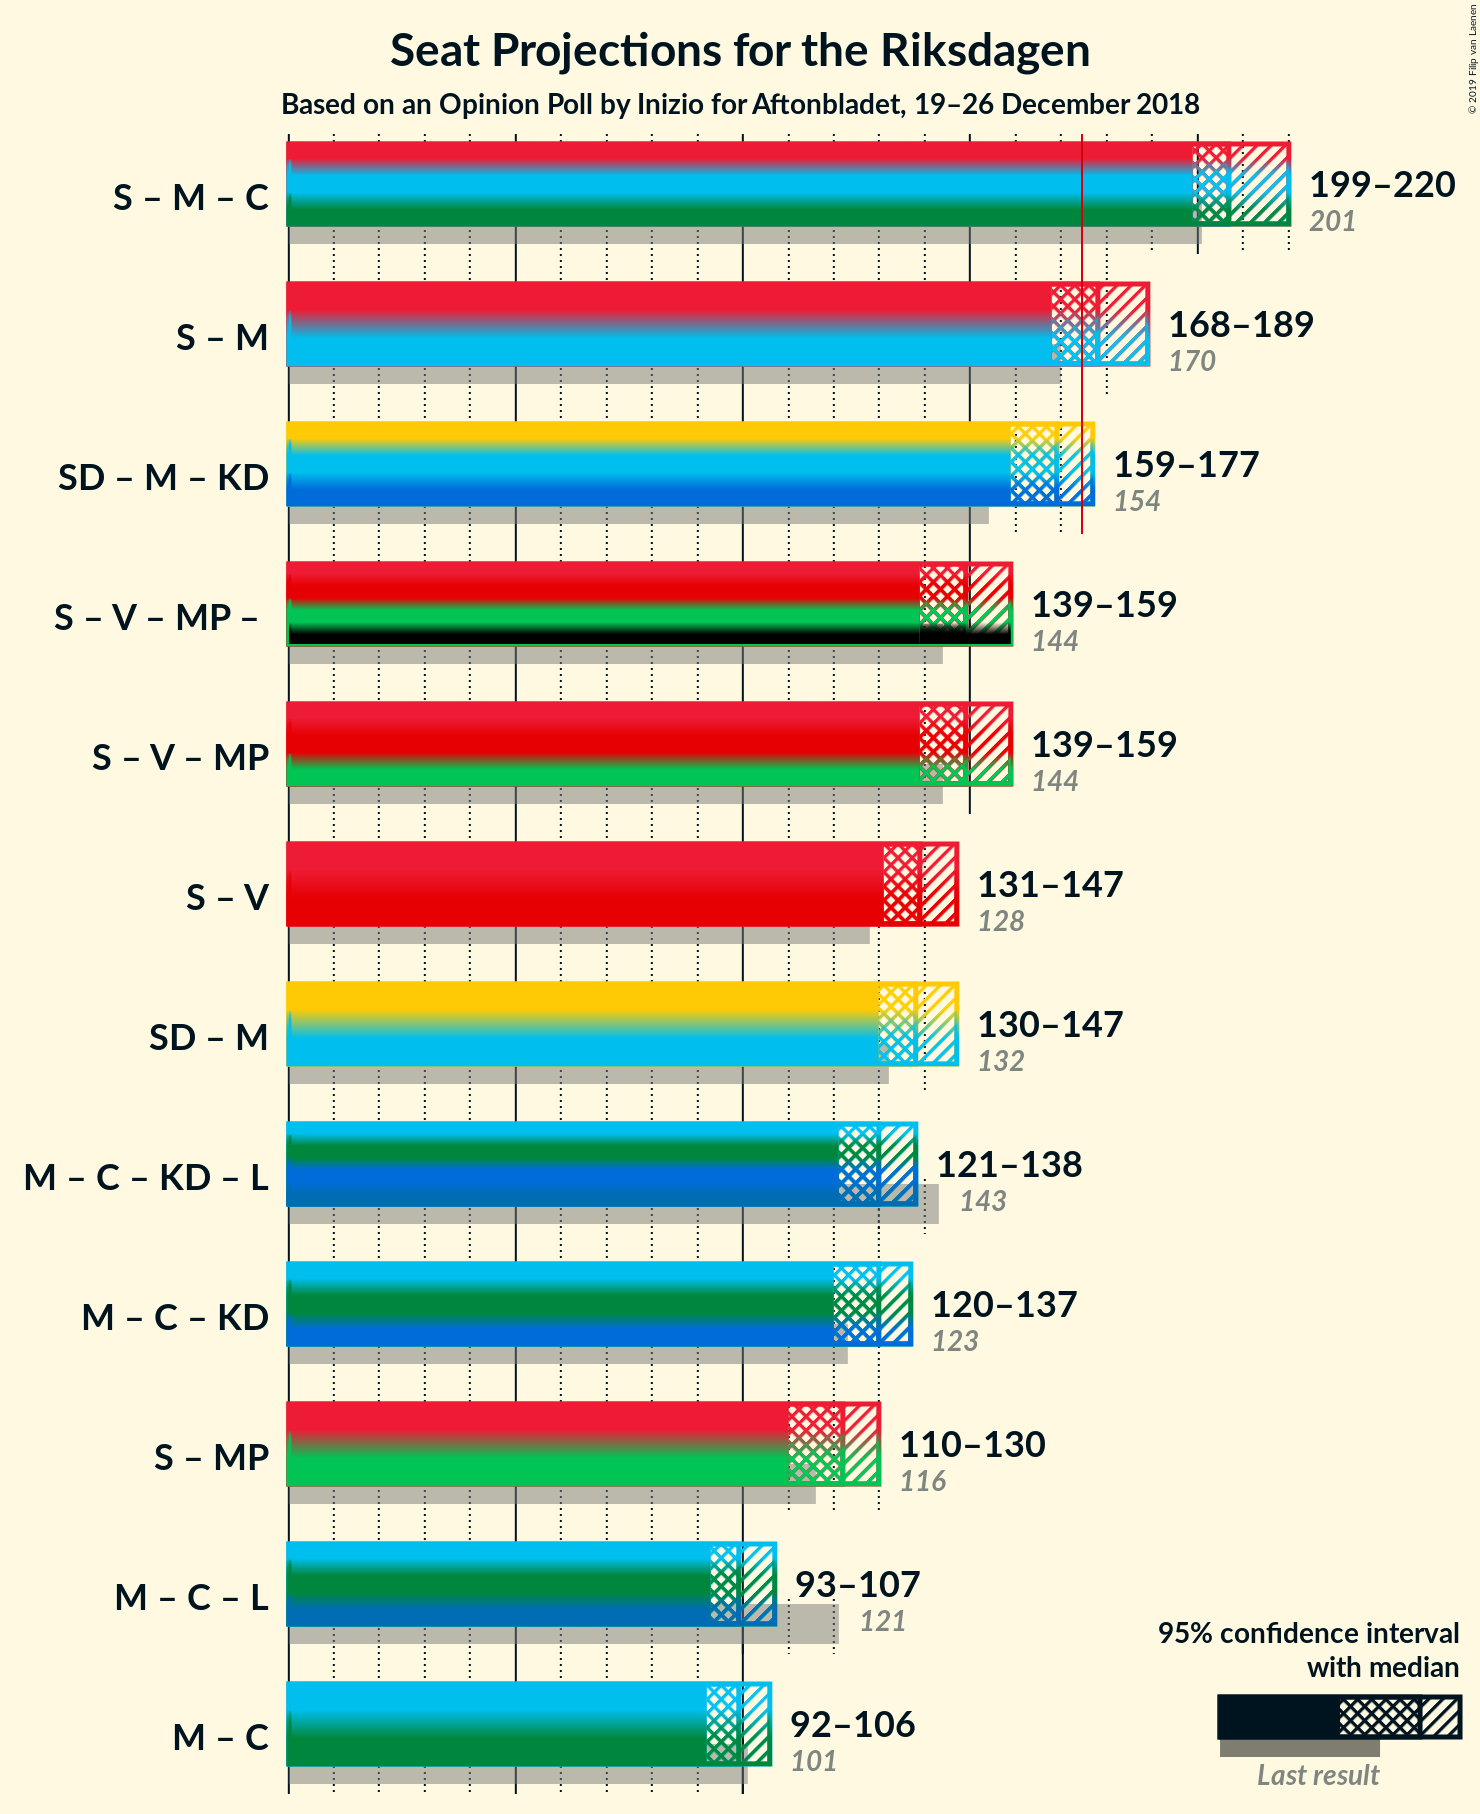 Seat Projections for the Riksdagen
Based on an Opinion Poll by Inizio for Aftonbladet, 19–26 December 2018
© 2019 Filip van Laenen
S – M – C
199–220
201
S – M
168–189
170
SD – M – KD
159–177
154
S – V – MP –
139–159
144
S – V – MP
139–159
144
S – V
131–147
128
SD – M
130–147
132
M – C – KD – L
121–138
143
M – C – KD
120–137
123
S – MP
110–130
116
M – C – L
93–107
121
M – C
92–106
101
95% confidence interval
with median
Last result